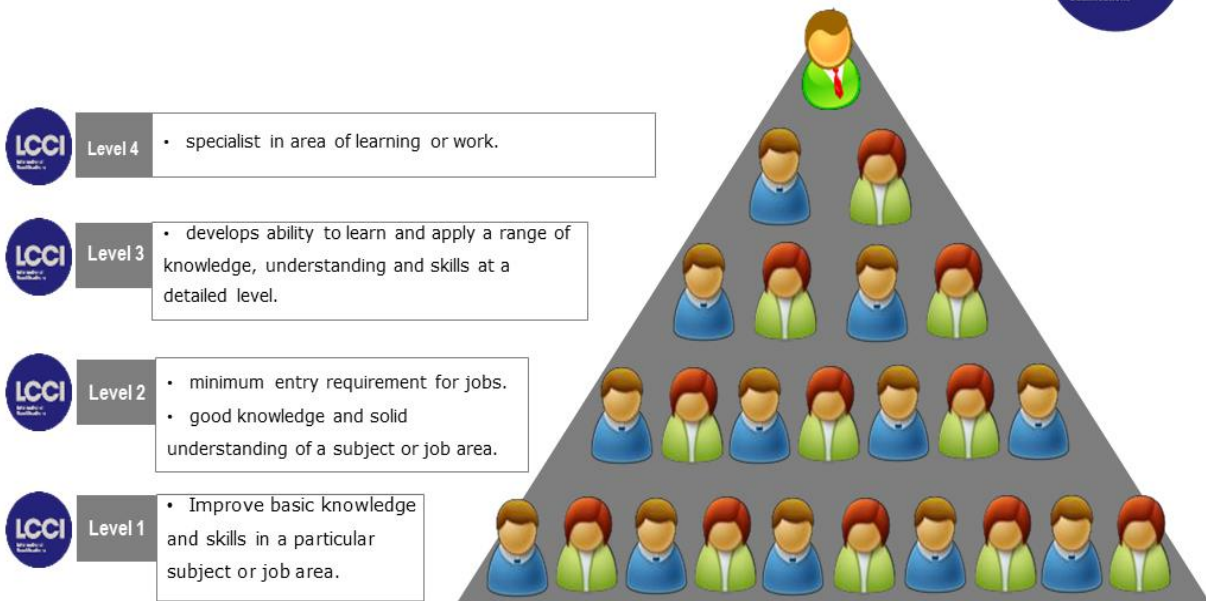 LCCI
Level 4
• specialist in area of learning or work.
LCCI
Level 3
• develops ability to learn and apply a range of
knowledge, understanding and skills at a
detailed level.
LCCI
Level 2
• minimum entry requirement for jobs.
• good knowledge and solid
understanding of a subject or job area.
LCCI
Level 1
• Improve basic knowledge
and skills in a particular
subject or job area.